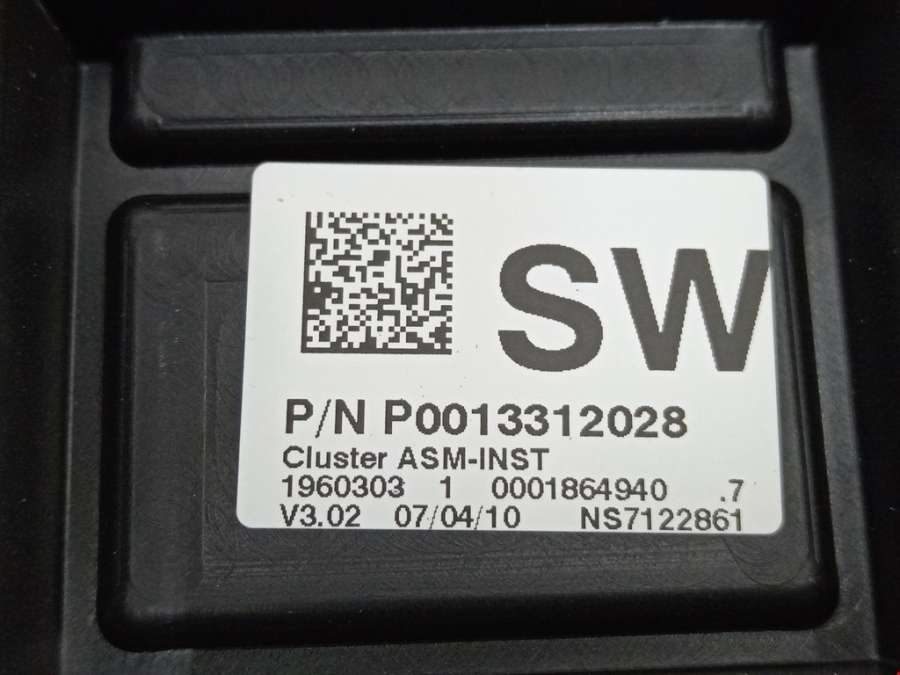 SW
P/N P0013312028
Cluster ASM-INST
1960303 1 0001864940 .7
V3.02 07/04/10 NS7122861